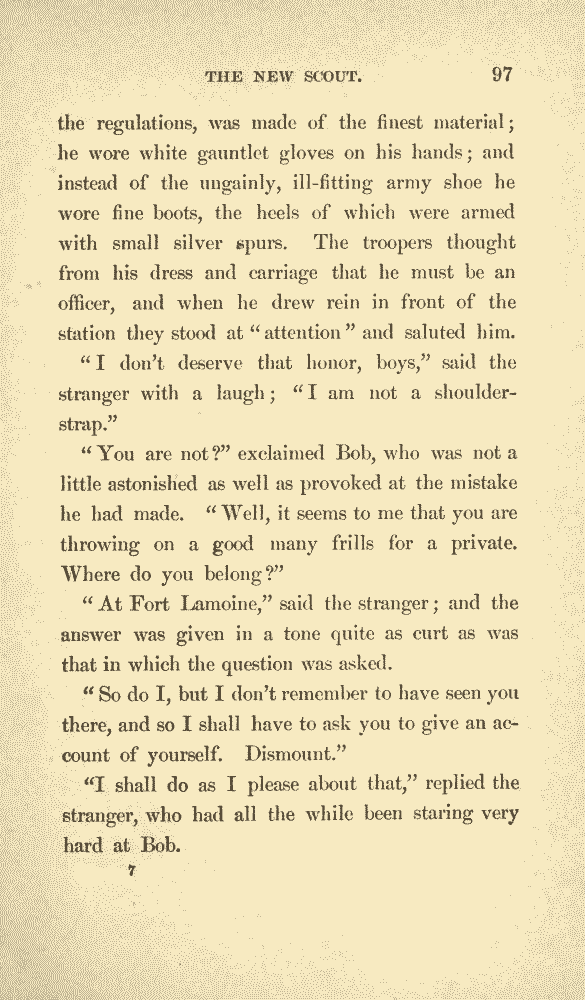 THE NEW SCOUT. 97
the regulations, was made of the finest material;
he wore white gauntlet gloves on his hands; and
instead of the ungainly, ill-fitting army shoe he
wore fine boots, the heels of which were armed
with small silver spurs. The troopers thought
from his dress and carriage that he must be an
officer, and when he drew rein in front of the
station they stood at “attention” and saluted him.
“I don’t deserve that honor, boys,” said the
stranger with a laugh; “I am not a shoulder-
strap.”
“You are not?” exclaimed Bob, who was not a
little astonished as well as provoked at the mistake
he had made. “Well, it seems to me that you are
throwing on a good many frills for a private.
Where do you belong?”
“At Fort Lamoine,” said the stranger; and the
answer was given in a tone quite as curt as was
that in which the question was asked.
“So do I, but I don’t remember to have seen you
there, and so I shall have to ask you to give an ac-
count of yourself. Dismount.”
“I shall do as I please about that,” replied the
stranger, who had all the while been staring very
hard at Bob.
7